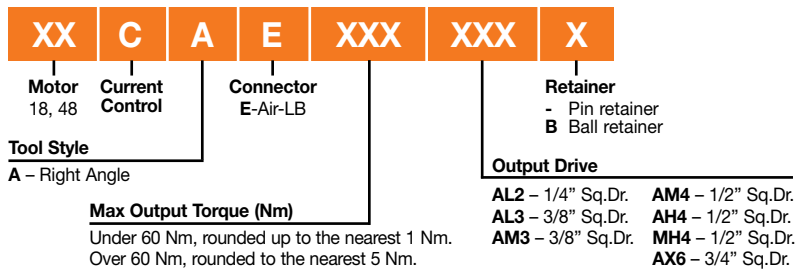 XX C A E XXX XXX X
Motor
18, 48
Current
Control
Connector
E-Air-LB
Retainer
- Pin retainer
B Ball retainer
Tool Style
A – Right Angle
Max Output Torque (Nm)
Under 60 Nm, rounded up to the nearest 1 Nm.
Over 60 Nm, rounded to the nearest 5 Nm.
Output Drive
AL2 – 1/4” Sq.Dr.
AL3 – 3/8” Sq.Dr.
AM3 – 3/8” Sq.Dr.
AM4 – 1/2” Sq.Dr.
AH4 – 1/2” Sq.Dr.
MH4 – 1/2” Sq.Dr.
AX6 – 3/4” Sq.Dr.